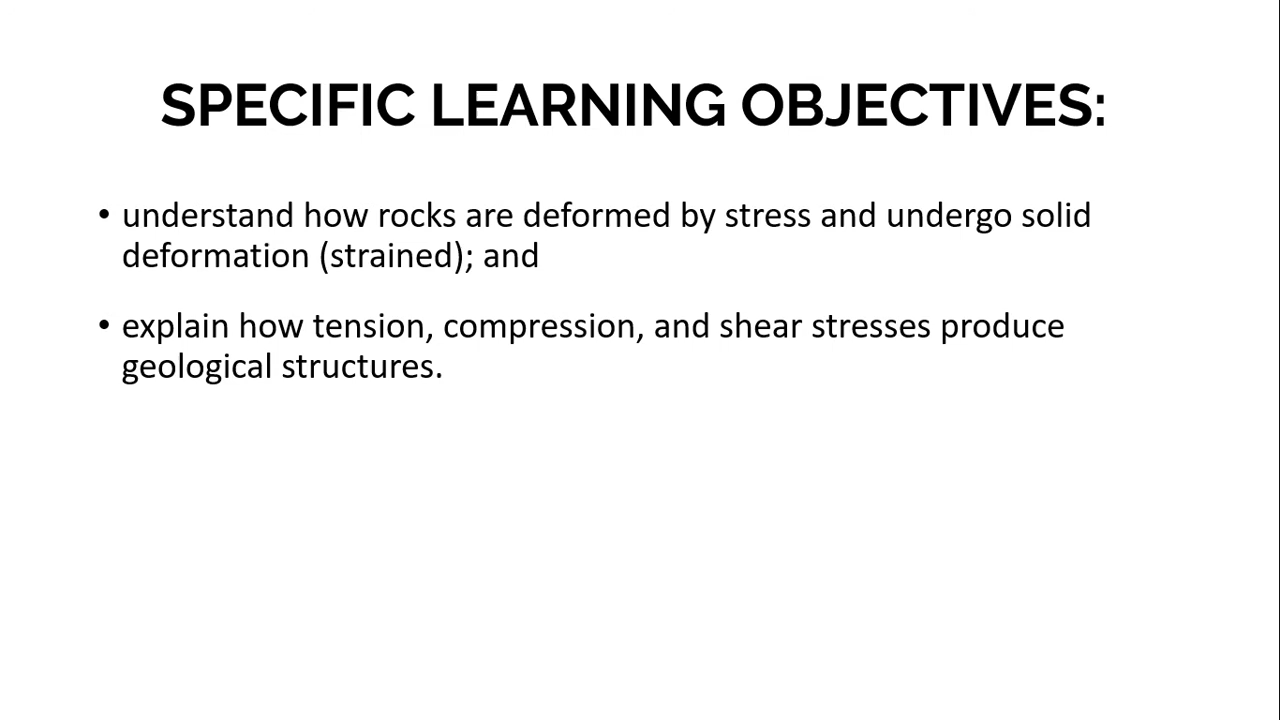 SPECIFIC LEARNING OBJECTIVES:
• understand how rocks are deformed by stress and undergo solid
deformation (strained); and
• explain how tension, compression, and shear stresses produce
geological structures.